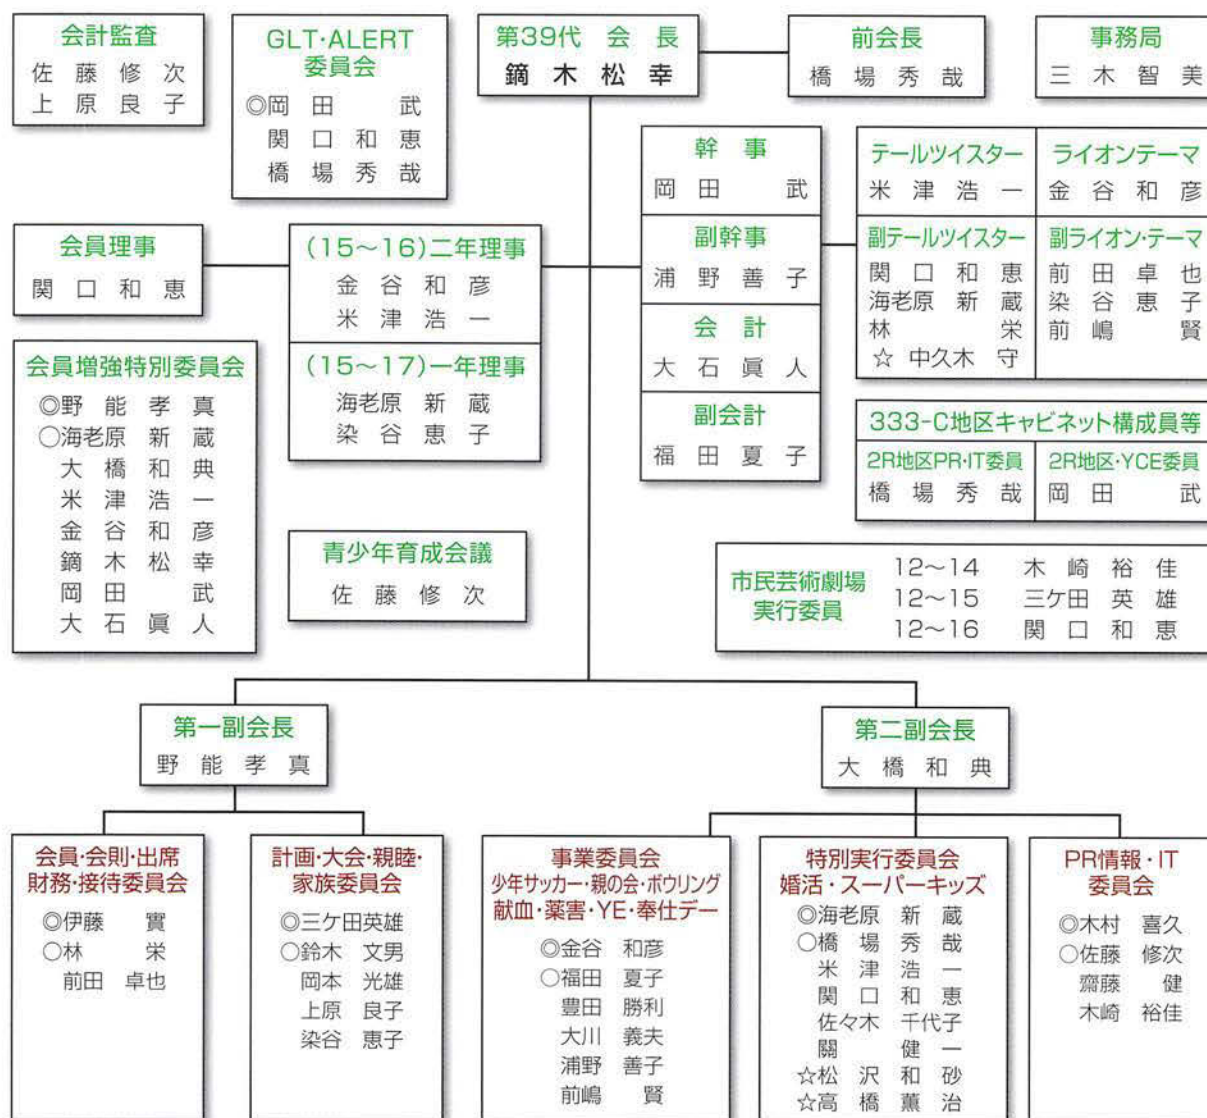 会計監査
佐藤修次
上原良子
GLT・ALERT
委員会
◎岡田 武
関口和恵
橋場秀哉
第39代 会長
鏑木松幸
前会長
橋場秀哉
事務局
三木智美
会員理事
関口和恵
(15～16)二年理事
金谷和彦
米津浩一
(15～17)一年理事
海老原 新蔵
染谷恵子
幹事
岡田 武
副幹事
浦野善子
会計
大石眞人
副会計
福田夏子
テールツイスター
米津浩一
ライオンテーマ
金谷和彦
副テールツイスター
関口和恵
海老原 新蔵
林 栄
☆ 中久木 守
副ライオン・テーマ
前田卓也
染谷恵子
前嶋 賢
会員増強特別委員会
◎野能孝真
○海老原 新蔵
大橋和典
米津浩一
金谷和彦
鏑木松幸
岡田 武
大石眞人
青少年育成会議
佐藤修次
333-C地区キャビネット構成員等
2R地区PR・IT委員
橋場秀哉
2R地区・YCE委員
岡田 武
市民芸術劇場
実行委員
12～14 木崎裕佳
12～15 三ケ田英雄
12～16 関口和恵
第一副会長
野能孝真
第二副会長
大橋和典
会員・会則・出席
財務・接待委員会
◎伊藤 實
○林 栄
前田 卓也
計画・大会・親睦・
家族委員会
◎三ケ田英雄
○鈴木 文男
岡本 光雄
上原 良子
染谷 恵子
事業委員会
少年サッカー・親の会・ボウリング
献血・薬害・YE・奉仕デー
◎金谷 和彦
○福田 夏子
豊田 勝利
大川 義夫
浦野 善子
前嶋 賢
特別実行委員会
婚活・スーパーキッズ
◎海老原 新蔵
○橋場秀哉
米津浩一
関口和恵
佐々木 千代子
關 健一
☆松沢和砂
☆高橋薫治
PR情報・IT
委員会
◎木村 喜久
○佐藤 修次
齋藤 健
木崎 裕佳